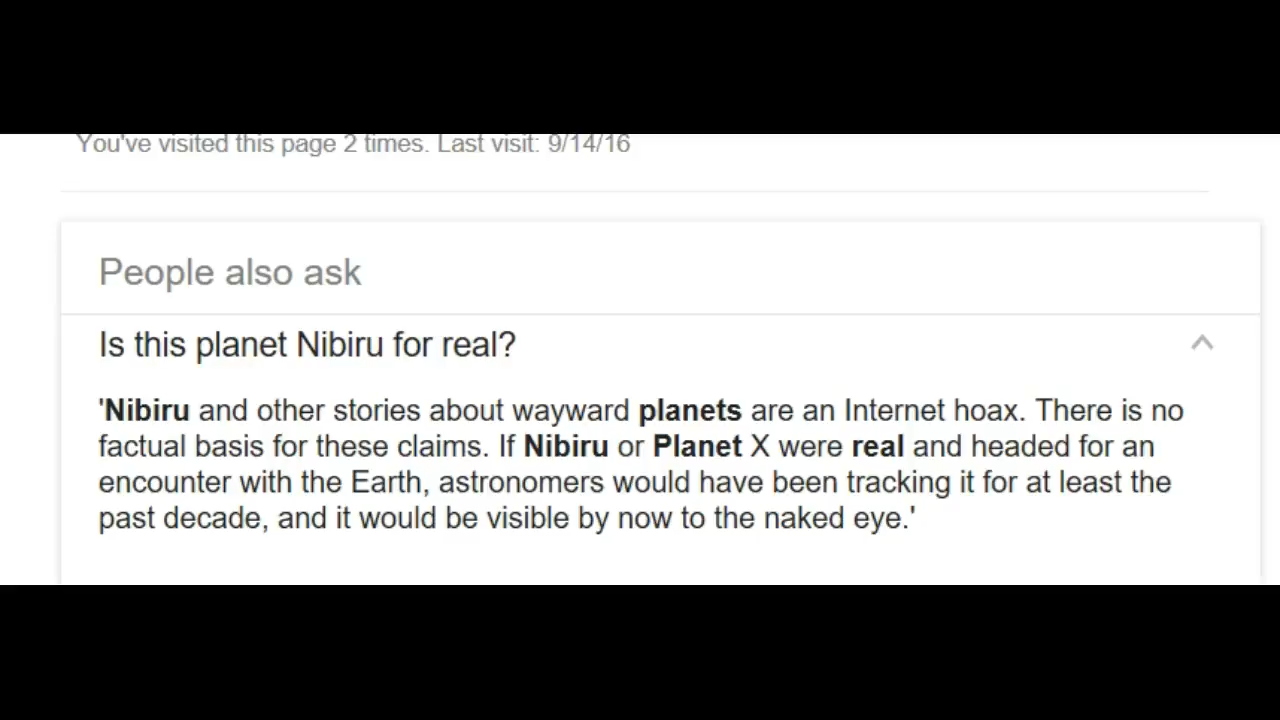 You've visited this page 2 times. Last visit: 9/14/16
People also ask
Is this planet Nibiru for real?
'Nibiru and other stories about wayward planets are an Internet hoax. There is no
factual basis for these claims. If Nibiru or Planet X were real and headed for an
encounter with the Earth, astronomers would have been tracking it for at least the
past decade, and it would be visible by now to the naked eye.'